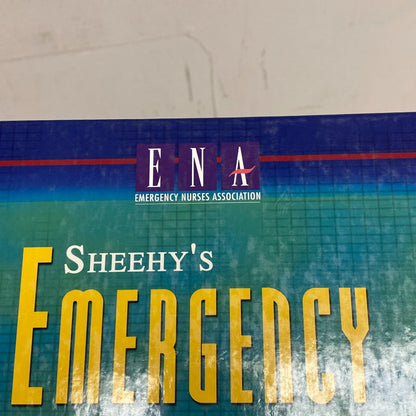 ENA
EMERGENCY NURSES ASSOCIATION
SHEEHY'S
EMERGENCY